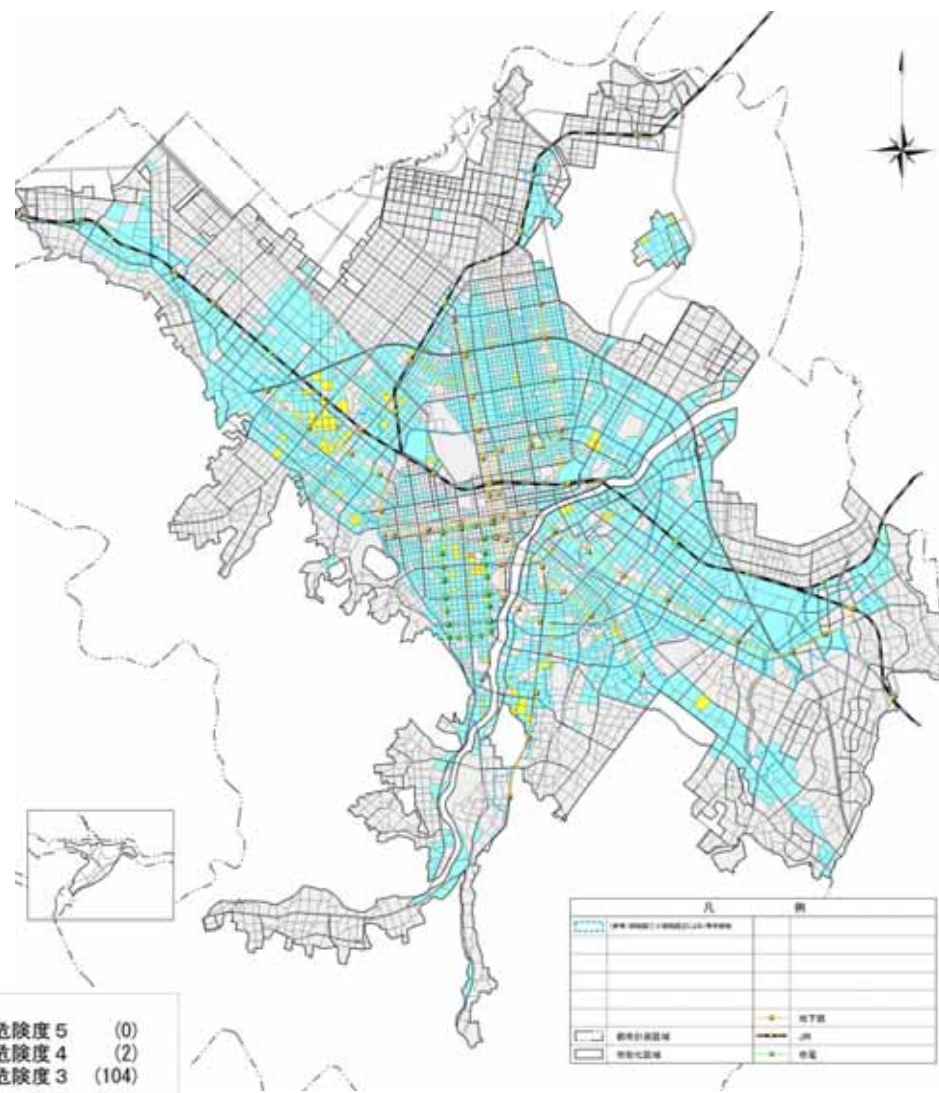 凡 例
地下鉄
都市計画区域
JR
市街化区域
市電
危険度5 (0)
危険度4 (2)
危険度3 (104)